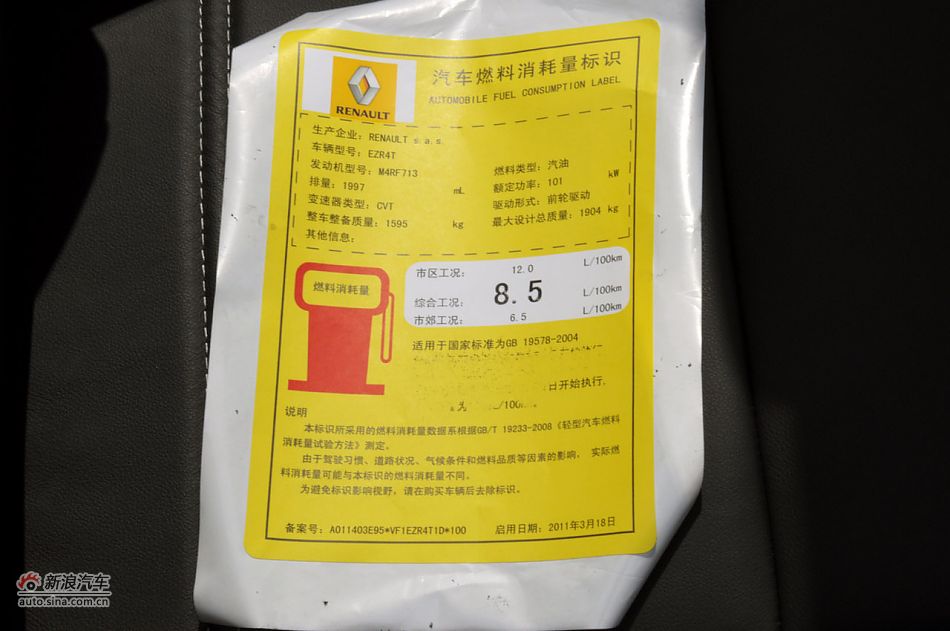 汽车燃料消耗量标识
AUTOMOBILE FUEL CONSUMPTION LABEL
RENAULT
生产企业：RENAULT s.a.s.
车辆型号：EZR4T
发动机型号：M4RF713
燃料类型：汽油
排量：1997 mL
额定功率：101 kW
变速器类型：CVT
驱动形式：前轮驱动
整车整备质量：1595 kg
最大设计总质量：1904 kg
其他信息：
燃料消耗量
市区工况： 12.0 L/100km
综合工况： 8.5 L/100km
市郊工况： 6.5 L/100km
适用于国家标准为GB 19578-2004
日开始执行,
为 L/100
说明
本标识所采用的燃料消耗量数据系根据GB/T 19233-2008《轻型汽车燃料
消耗量试验方法》测定。
由于驾驶习惯、道路状况、气候条件和燃料品质等因素的影响， 实际燃
料消耗量可能与本标识的燃料消耗量不同。
为避免标识影响视野，请在购买车辆后去除标识。
备案号：A011403E95*VF1EZR4T1D*100 启用日期：2011年3月18日
新浪汽车
auto.sina.com.cn